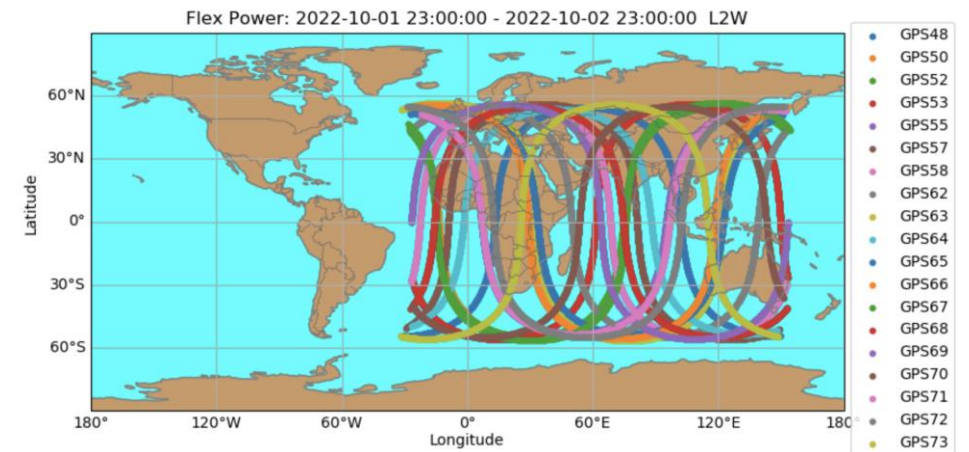 Flex Power: 2022-10-01 23:00:00 - 2022-10-02 23:00:00 L2W
Latitude
60°N
30°N
0°
30°S
60°S
180°
120°W
60°W
0°
60°E
120°E
180°
Longitude
GPS48
GPS50
GPS52
GPS53
GPS55
GPS57
GPS58
GPS62
GPS63
GPS64
GPS65
GPS66
GPS67
GPS68
GPS69
GPS70
GPS71
GPS72
GPS73